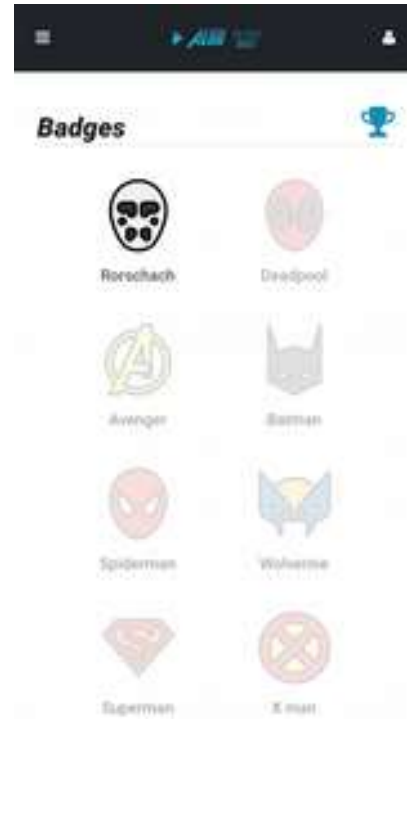 Badges
Rorschach
Deadpool
Avenger
Batman
Spiderman
Wolverine
Superman
X man